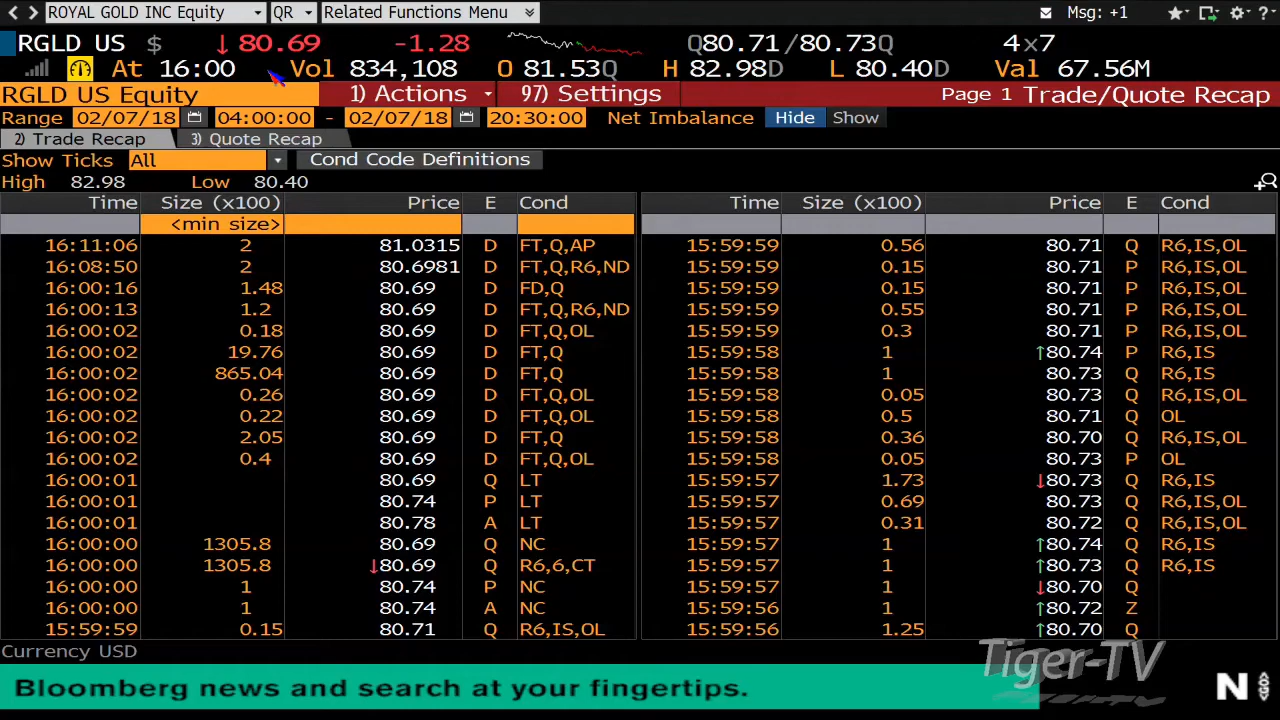 ROYAL GOLD INC Equity QR Related Functions Menu Msg: +1 ?
RGLD US $ ↓80.69 -1.28 Q80.71/80.73Q 4x7
At 16:00 Vol 834,108 O 81.53Q H 82.98D L 80.40D Val 67.56M
RGLD US Equity 1) Actions 97) Settings Page 1 Trade/Quote Recap
Range 02/07/18 04:00:00 - 02/07/18 20:30:00 Net Imbalance Hide Show
2) Trade Recap 3) Quote Recap
Show Ticks All Cond Code Definitions
High 82.98 Low 80.40
Time Size (x100) Price E Cond Time Size (x100) Price E Cond
<min size>
16:11:06 2 81.0315 D FT,Q,AP 15:59:59 0.56 80.71 Q R6,IS,OL
16:08:50 2 80.6981 D FT,Q,R6,ND 15:59:59 0.15 80.71 P R6,IS,OL
16:00:16 1.48 80.69 D FD,Q 15:59:59 0.15 80.71 P R6,IS,OL
16:00:13 1.2 80.69 D FT,Q,R6,ND 15:59:59 0.55 80.71 P R6,IS,OL
16:00:02 0.18 80.69 D FT,Q,OL 15:59:59 0.3 80.71 P R6,IS,OL
16:00:02 19.76 80.69 D FT,Q 15:59:58 1 ↑80.74 P R6,IS
16:00:02 865.04 80.69 D FT,Q 15:59:58 1 80.73 Q R6,IS
16:00:02 0.26 80.69 D FT,Q,OL 15:59:58 0.05 80.73 Q R6,IS,OL
16:00:02 0.22 80.69 D FT,Q,OL 15:59:58 0.5 80.71 Q OL
16:00:02 2.05 80.69 D FT,Q 15:59:58 0.36 80.70 Q R6,IS,OL
16:00:02 0.4 80.69 D FT,Q,OL 15:59:58 0.05 80.73 P OL
16:00:01 80.69 Q LT 15:59:57 1.73 ↓80.73 Q R6,IS
16:00:01 80.74 P LT 15:59:57 0.69 80.73 Q R6,IS,OL
16:00:01 80.78 A LT 15:59:57 0.31 80.72 Q R6,IS,OL
16:00:00 1305.8 80.69 Q NC 15:59:57 1 ↑80.74 Q R6,IS
16:00:00 1305.8 ↓80.69 Q R6,6,CT 15:59:57 1 ↑80.73 Q R6,IS
16:00:00 1 80.74 P NC 15:59:57 1 ↓80.70 Q
16:00:00 1 80.74 A NC 15:59:56 1 ↑80.72 Z
15:59:59 0.15 80.71 Q R6,IS,OL 15:59:56 1.25 ↑80.70 Q
Currency USD
Tiger-TV
Bloomberg news and search at your fingertips. N